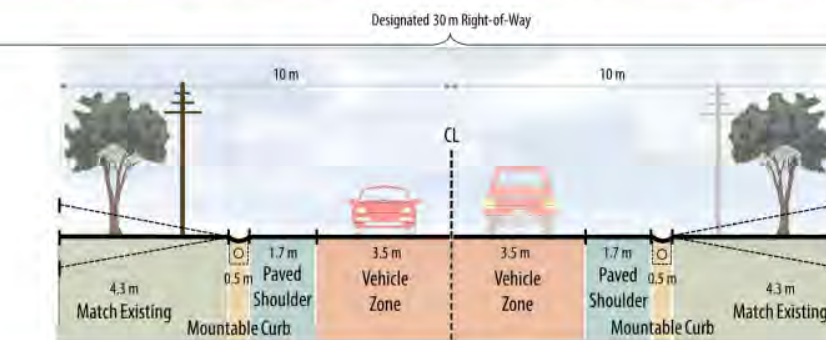 Designated 30 m Right-of-Way
10 m
10 m
CL
4.3 m
Match Existing
0.5 m
Mountable Curb
1.7 m
Paved
Shoulder
3.5 m
Vehicle
Zone
3.5 m
Vehicle
Zone
1.7 m
Paved
Shoulder
0.5 m
Mountable Curb
4.3 m
Match Existing